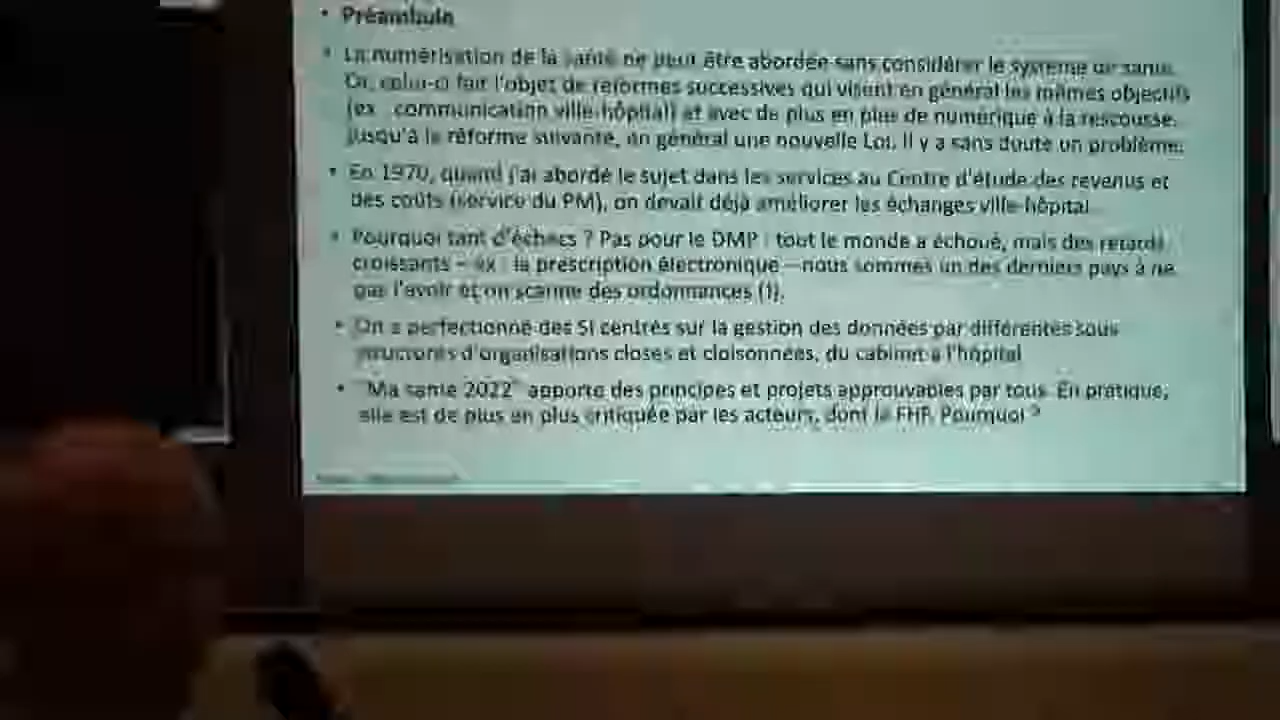 • Préambule
• La numérisation de la santé ne peut être abordée sans considérer le système de santé.
Or, celui-ci fait l'objet de réformes successives qui visent en général les mêmes objectifs
(ex communication ville-hôpital) et avec de plus en plus de numérique à la rescousse.
Jusqu'à la réforme suivante, en général une nouvelle Loi. Il y a sans doute un problème.
• En 1970, quand j'ai abordé le sujet dans les services au Centre d'étude des revenus et
des coûts (service du PM), on devait déjà améliorer les échanges ville-hôpital.
• Pourquoi tant d'échecs ? Pas pour le DMP : tout le monde a échoué, mais des retards
croissants – ex : la prescription électronique – nous sommes un des derniers pays à ne
pas l'avoir et on scanne des ordonnances (!).
• On a perfectionné des SI centrés sur la gestion des données par différentes sous
structures d'organisations closes et cloisonnées, du cabinet à l'hôpital
• "Ma santé 2022" apporte des principes et projets approuvables par tous. En pratique,
elle est de plus en plus critiquée par les acteurs, dont la FHF. Pourquoi ?